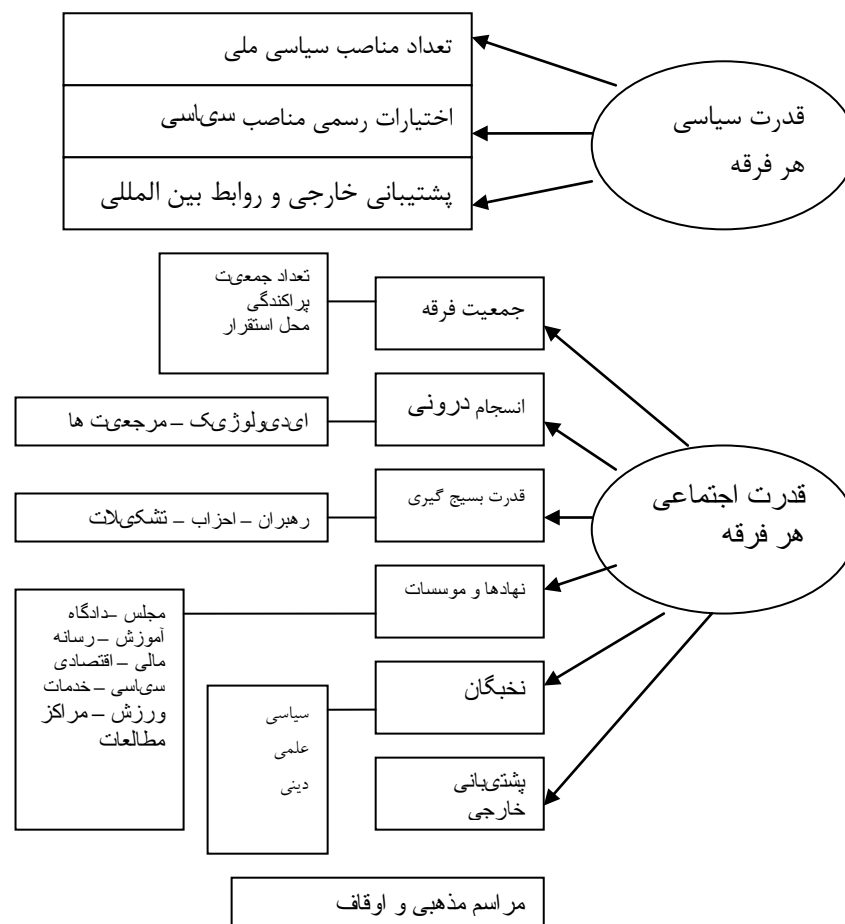 قدرت سیاسی
هر فرقه
تعداد مناصب سیاسی ملی
اختیارات رسمی مناصب سیاسی
پشتیبانی خارجی و روابط بین المللی
قدرت اجتماعی
هر فرقه
جمعیت فرقه
تعداد جمعیت
پراکندگی
محل استقرار
انسجام درونی
ایدیولوژیک – مرجعیت ها
قدرت بسیج گیری
رهبران – احزاب – تشکیلات
نهادها و موسسات
مجلس –دادگاه
آموزش – رسانه
مالی – اقتصادی
سیاسی – خدمات
ورزش – مراکز
مطالعات
نخبگان
سیاسی
علمی
دینی
پشتیبانی
خارجی
مراسم مذهبی و اوقاف